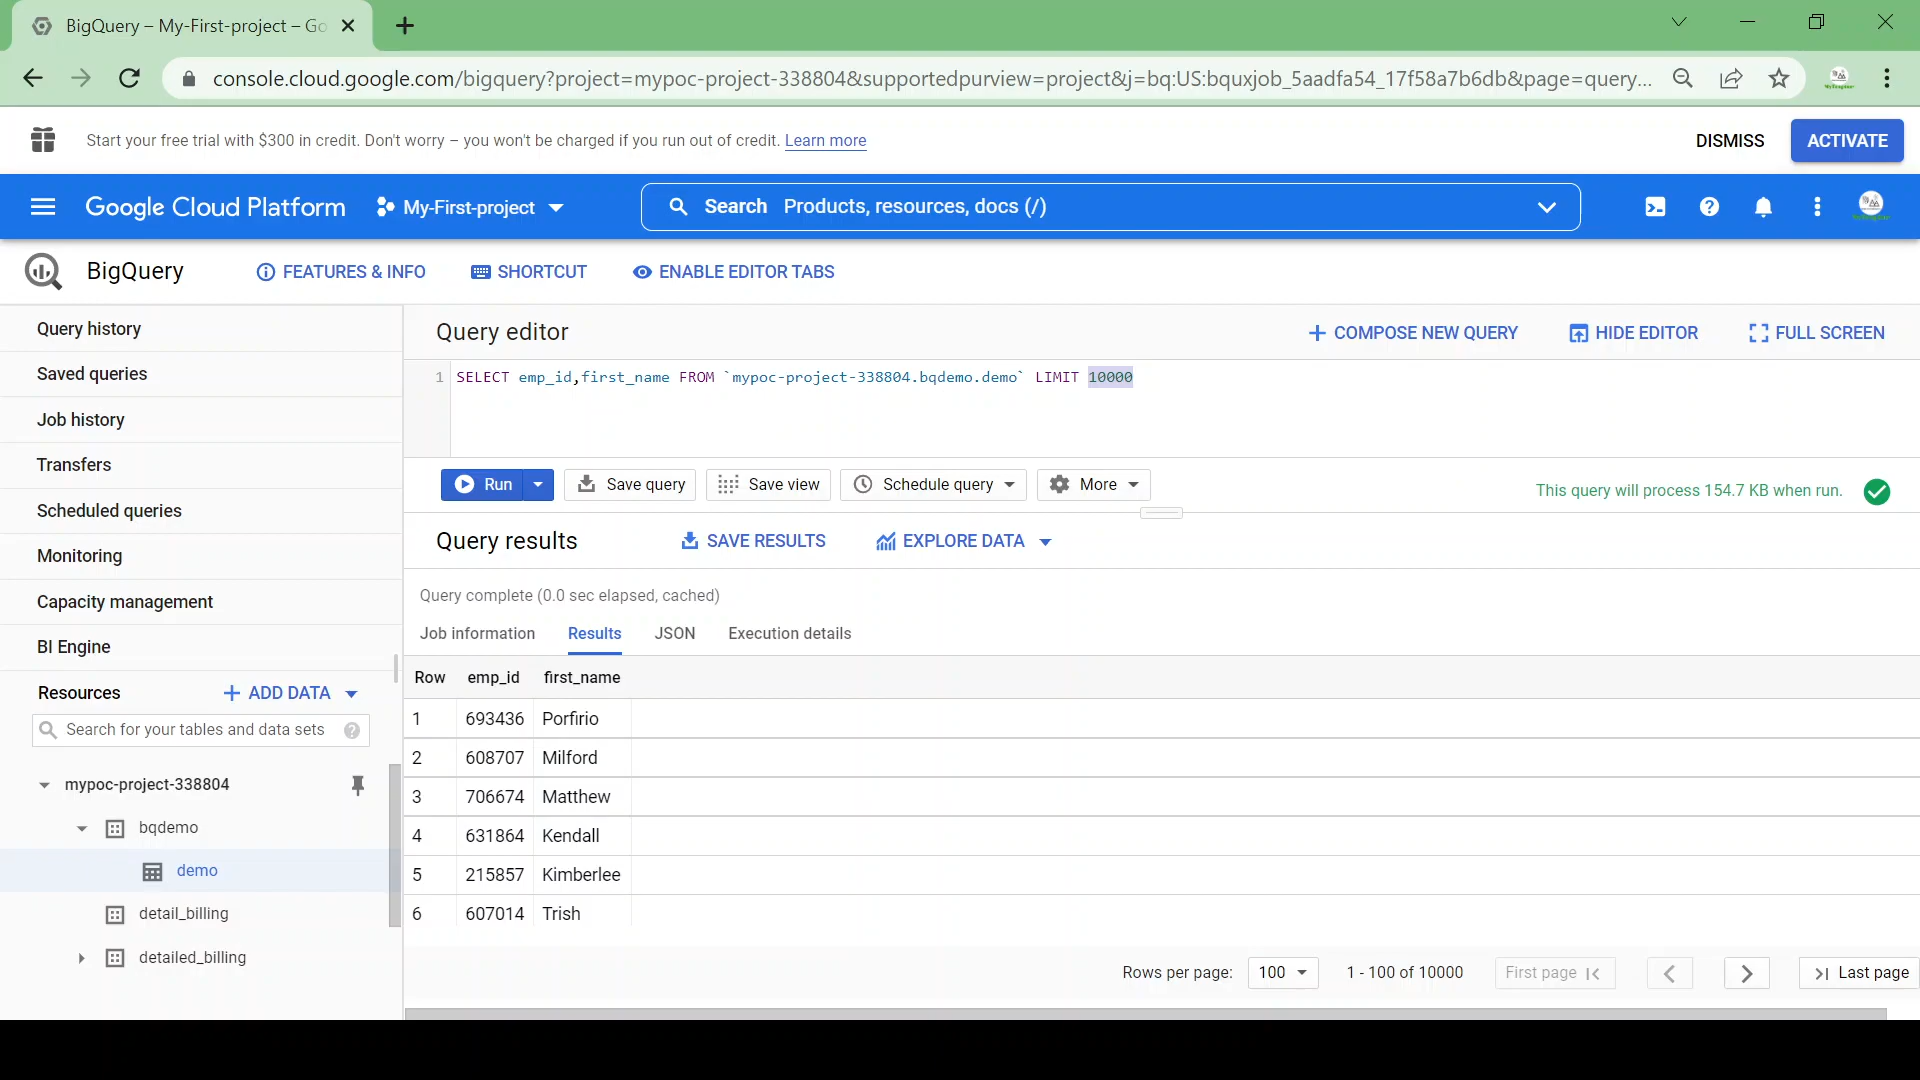 BigQuery – My-First-project – Go
console.cloud.google.com/bigquery?project=mypoc-project-338804&supportedpurview=project&j=bq:US:bquxjob_5aadfa54_17f58a7b6db&page=query...
Start your free trial with $300 in credit. Don't worry – you won't be charged if you run out of credit. Learn more
DISMISS
ACTIVATE
Google Cloud Platform
My-First-project
Search Products, resources, docs (/)
BigQuery
FEATURES & INFO
SHORTCUT
ENABLE EDITOR TABS
Query history
Saved queries
Job history
Transfers
Scheduled queries
Monitoring
Capacity management
BI Engine
Resources
+ ADD DATA
Search for your tables and data sets
mypoc-project-338804
bqdemo
demo
detail_billing
detailed_billing
Query editor
+ COMPOSE NEW QUERY
HIDE EDITOR
FULL SCREEN
1 SELECT emp_id,first_name FROM `mypoc-project-338804.bqdemo.demo` LIMIT 10000
Run
Save query
Save view
Schedule query
More
This query will process 154.7 KB when run.
Query results
SAVE RESULTS
EXPLORE DATA
Query complete (0.0 sec elapsed, cached)
Job information
Results
JSON
Execution details
Row emp_id first_name
1 693436 Porfirio
2 608707 Milford
3 706674 Matthew
4 631864 Kendall
5 215857 Kimberlee
6 607014 Trish
Rows per page: 100
1 - 100 of 10000
First page
Last page